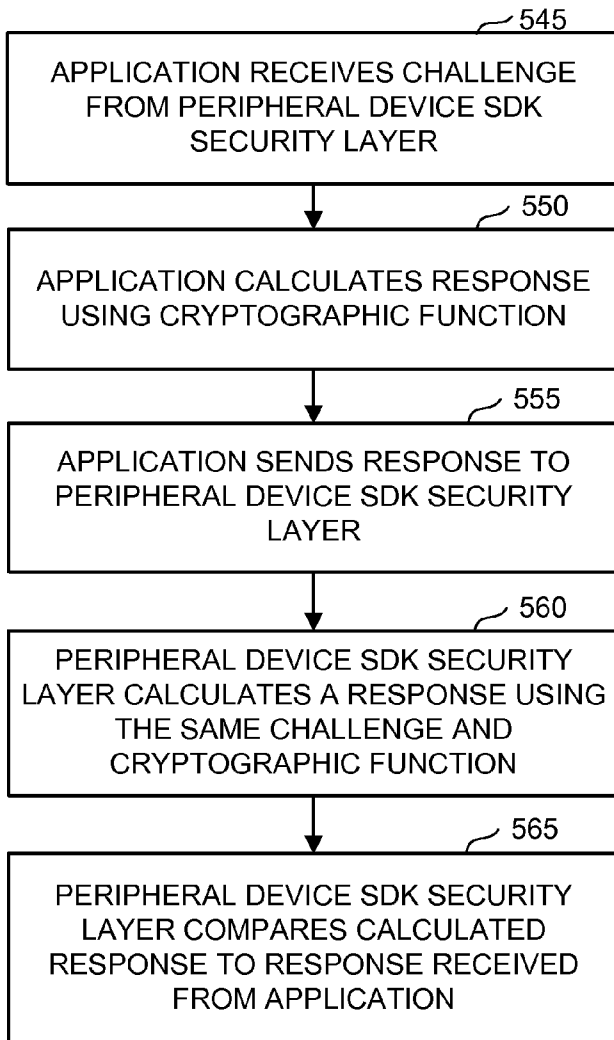 545
APPLICATION RECEIVES CHALLENGE
FROM PERIPHERAL DEVICE SDK
SECURITY LAYER
550
APPLICATION CALCULATES RESPONSE
USING CRYPTOGRAPHIC FUNCTION
555
APPLICATION SENDS RESPONSE TO
PERIPHERAL DEVICE SDK SECURITY
LAYER
560
PERIPHERAL DEVICE SDK SECURITY
LAYER CALCULATES A RESPONSE USING
THE SAME CHALLENGE AND
CRYPTOGRAPHIC FUNCTION
565
PERIPHERAL DEVICE SDK SECURITY
LAYER COMPARES CALCULATED
RESPONSE TO RESPONSE RECEIVED
FROM APPLICATION